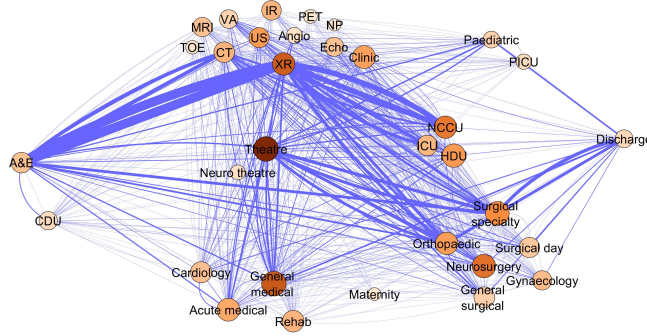 IR
PET
VA
NP
MRI
Angio
US
TOE
Echo
CT
Clinic
XR
Paediatric
PICU
NCCU
Discharge
ICU
HDU
Theatre
A&E
Neuro theatre
CDU
Surgical
specialty
Orthopaedic
Surgical day
Neurosurgery
Cardiology
General
medical
Gynaecology
Maternity
General
surgical
Acute medical
Rehab